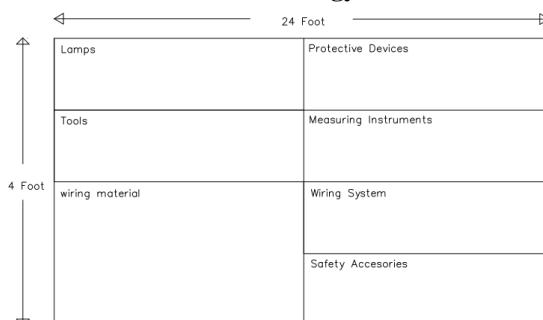 24 Foot
Lamps
Protective Devices
Tools
Measuring Instruments
4 Foot
wiring material
Wiring System
Safety Accesories